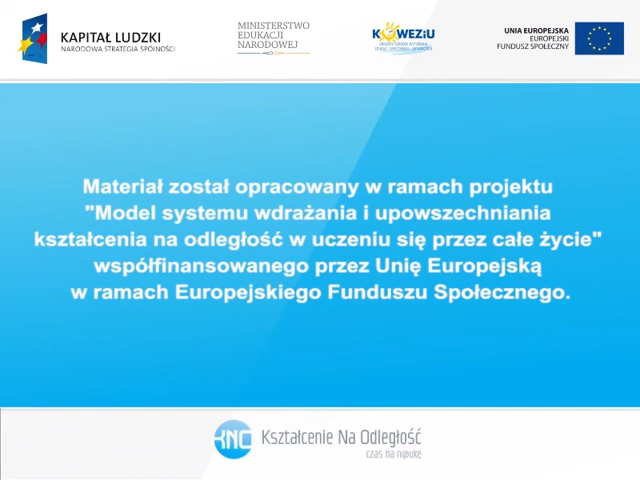 KAPITAŁ LUDZKI
NARODOWA STRATEGIA SPÓJNOŚCI
MINISTERSTWO
EDUKACJI
NARODOWEJ
KOWEZiU
UNIA EUROPEJSKA
EUROPEJSKI
FUNDUSZ SPOŁECZNY
Materiał został opracowany w ramach projektu
"Model systemu wdrażania i upowszechniania
kształcenia na odległość w uczeniu się przez całe życie"
współfinansowanego przez Unię Europejską
w ramach Europejskiego Funduszu Społecznego.
KNO Kształcenie Na Odległość
czas na n@ukę